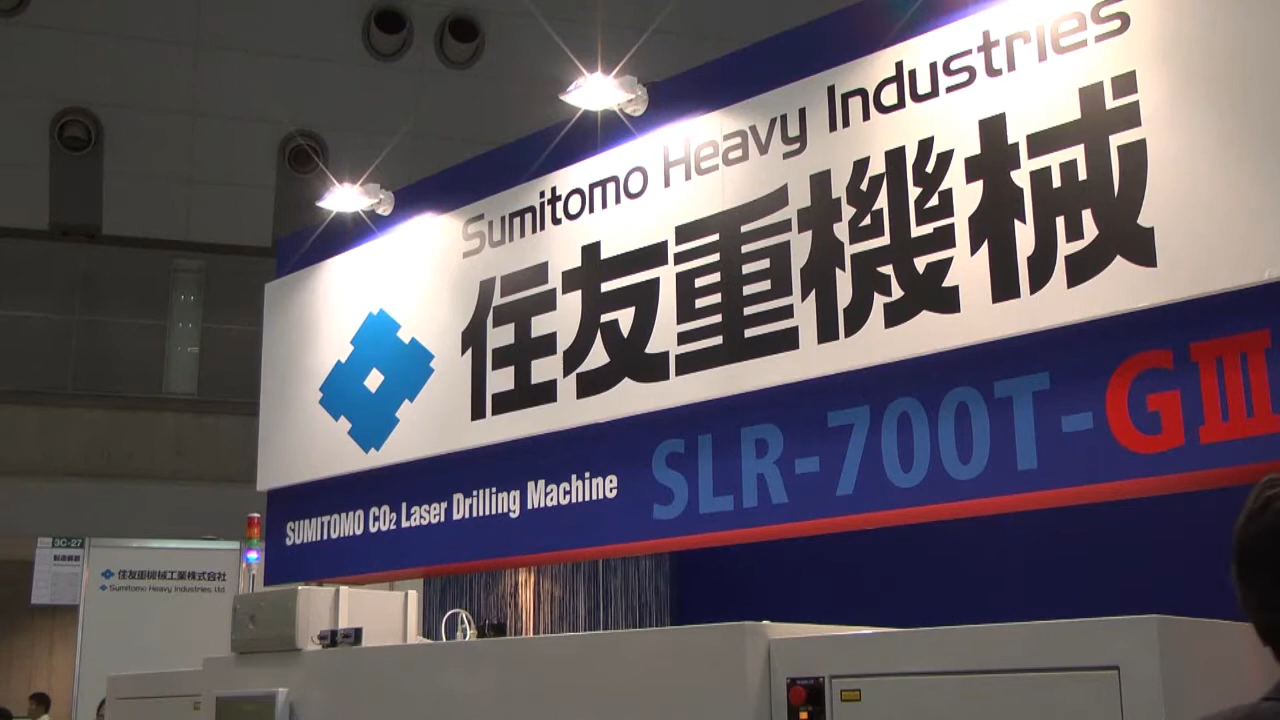 Sumitomo Heavy Industries
住友重機械
SUMITOMO CO₂ Laser Drilling Machine
SLR-700T-GIII
3C-27
住友重機械工業株式会社
Sumitomo Heavy Industries, Ltd.